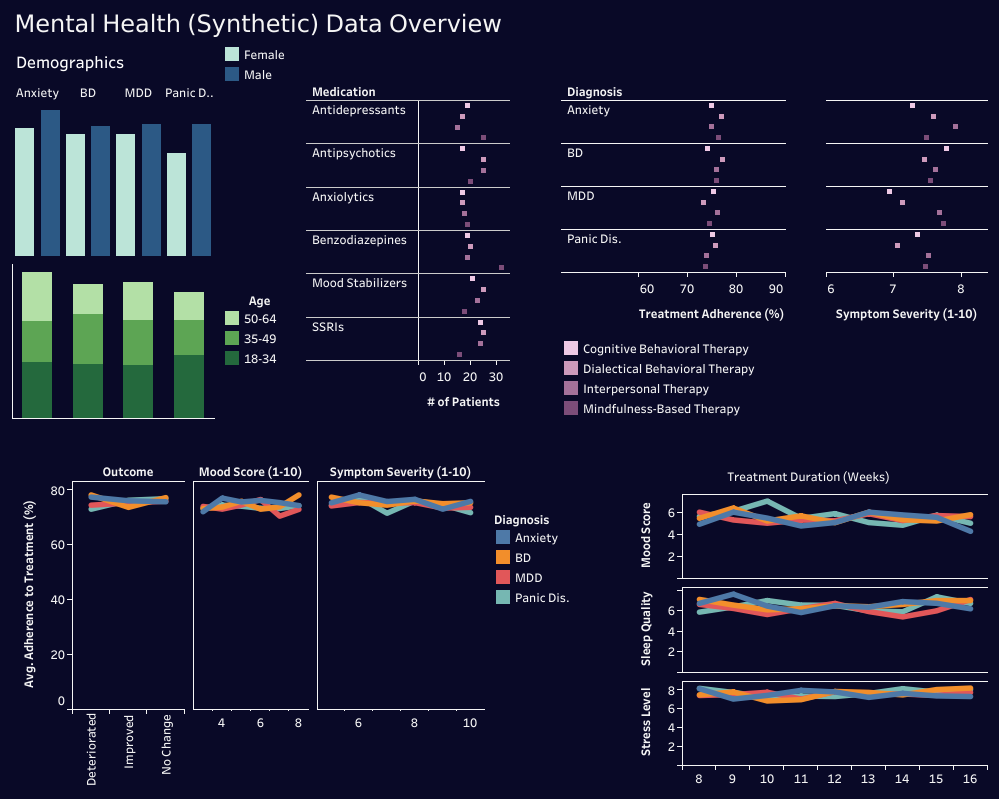 Mental Health (Synthetic) Data Overview
Demographics
Female
Male
Anxiety BD MDD Panic D..
Age
50-64
35-49
18-34
Medication
Antidepressants
Antipsychotics
Anxiolytics
Benzodiazepines
Mood Stabilizers
SSRIs
0 10 20 30
# of Patients
Diagnosis
Anxiety
BD
MDD
Panic Dis.
60 70 80 90
Treatment Adherence (%)
6 7 8
Symptom Severity (1-10)
Cognitive Behavioral Therapy
Dialectical Behavioral Therapy
Interpersonal Therapy
Mindfulness-Based Therapy
Outcome Mood Score (1-10) Symptom Severity (1-10)
Avg. Adherence to Treatment (%)
80
60
40
20
0
Deteriorated
Improved
No Change
4 6 8
6 8 10
Diagnosis
Anxiety
BD
MDD
Panic Dis.
Treatment Duration (Weeks)
Mood Score
6
4
2
Sleep Quality
6
4
2
Stress Level
8
6
4
2
8 9 10 11 12 13 14 15 16